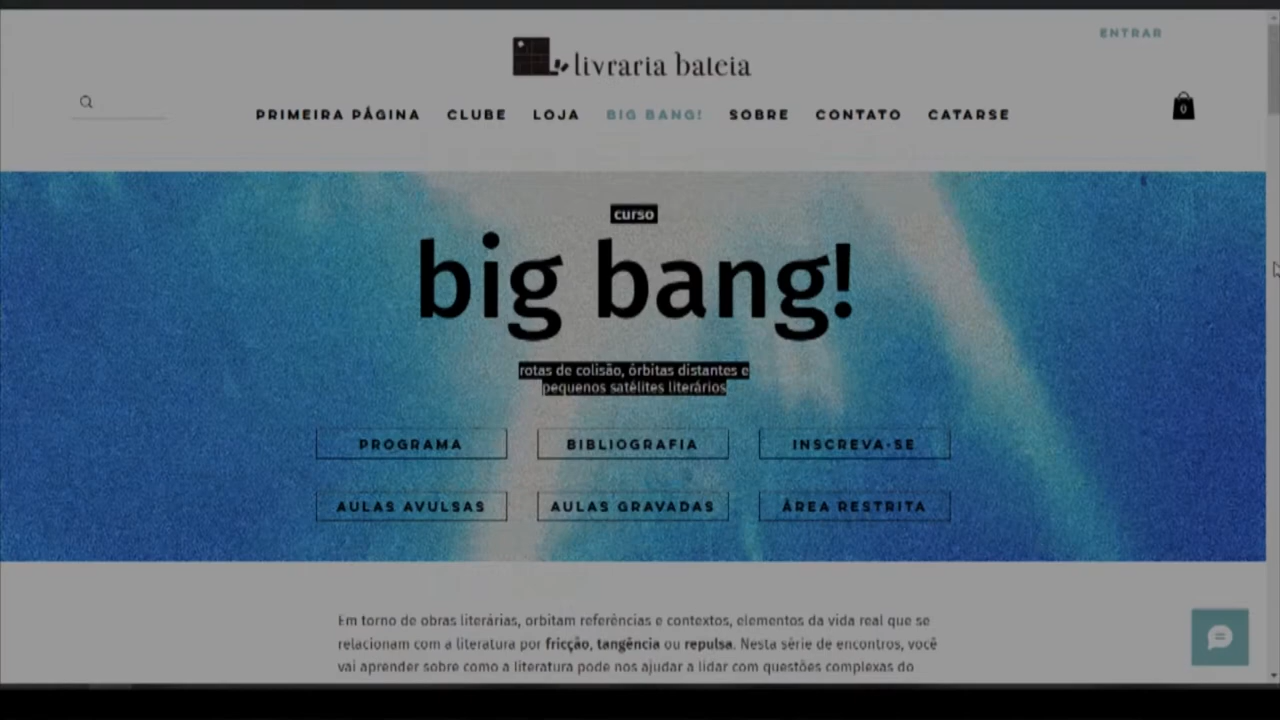 ENTRAR
livraria bateia
PRIMEIRA PÁGINA CLUBE LOJA BIG BANG! SOBRE CONTATO CATARSE
0
curso
big bang!
rotas de colisão, órbitas distantes e
pequenos satélites literários
PROGRAMA BIBLIOGRAFIA INSCREVA-SE
AULAS AVULSAS AULAS GRAVADAS ÁREA RESTRITA
Em torno de obras literárias, orbitam referências e contextos, elementos da vida real que se
relacionam com a literatura por fricção, tangência ou repulsa. Nesta série de encontros, você
vai aprender sobre como a literatura pode nos ajudar a lidar com questões complexas do